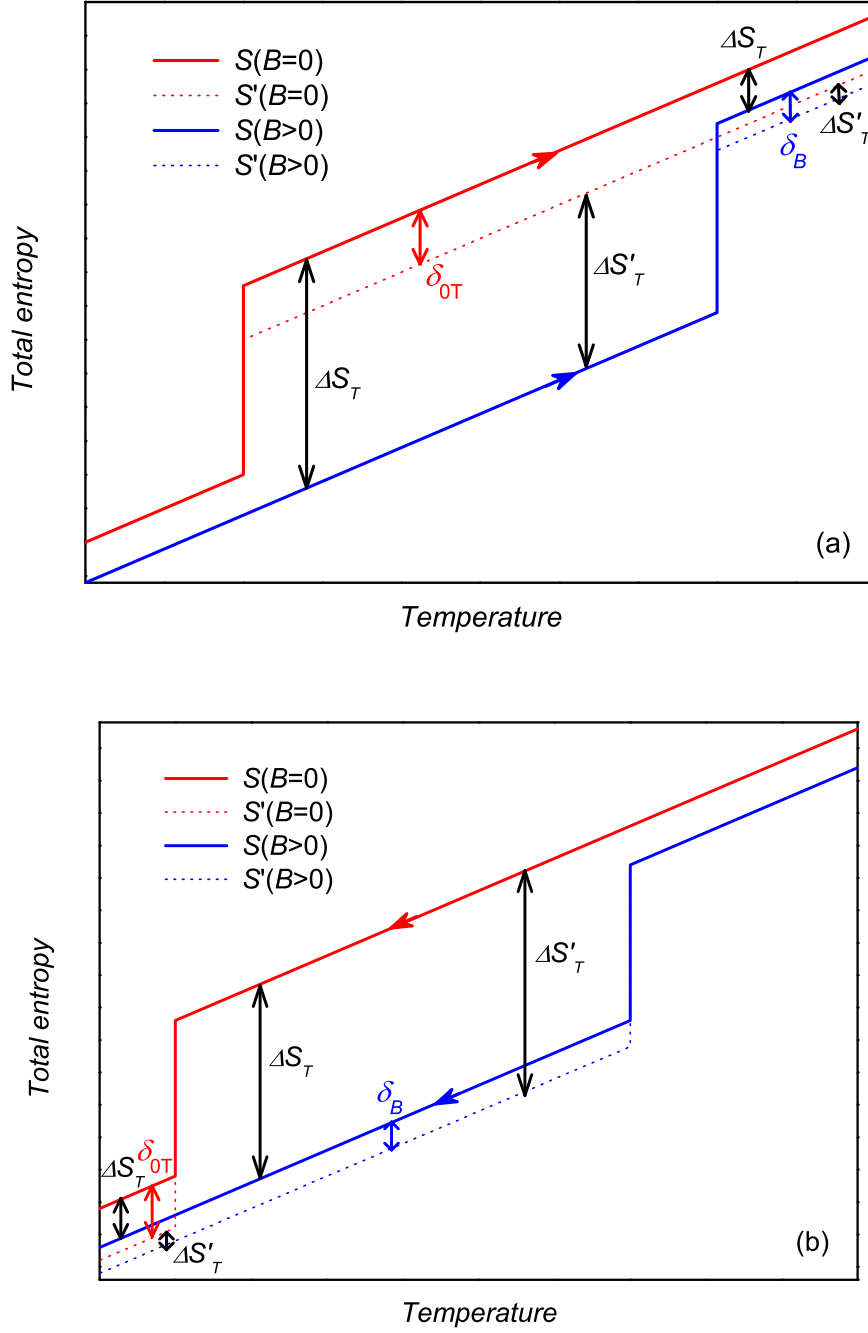 S(B=0)
S'(B=0)
S(B>0)
S'(B>0)
ΔS_T
ΔS'_T
δ_B
δ_0T
ΔS'_T
ΔS_T
Total entropy
(a)
Temperature
S(B=0)
S'(B=0)
S(B>0)
S'(B>0)
ΔS'_T
ΔS_T
δ_B
ΔS_T
δ_0T
ΔS'_T
Total entropy
(b)
Temperature